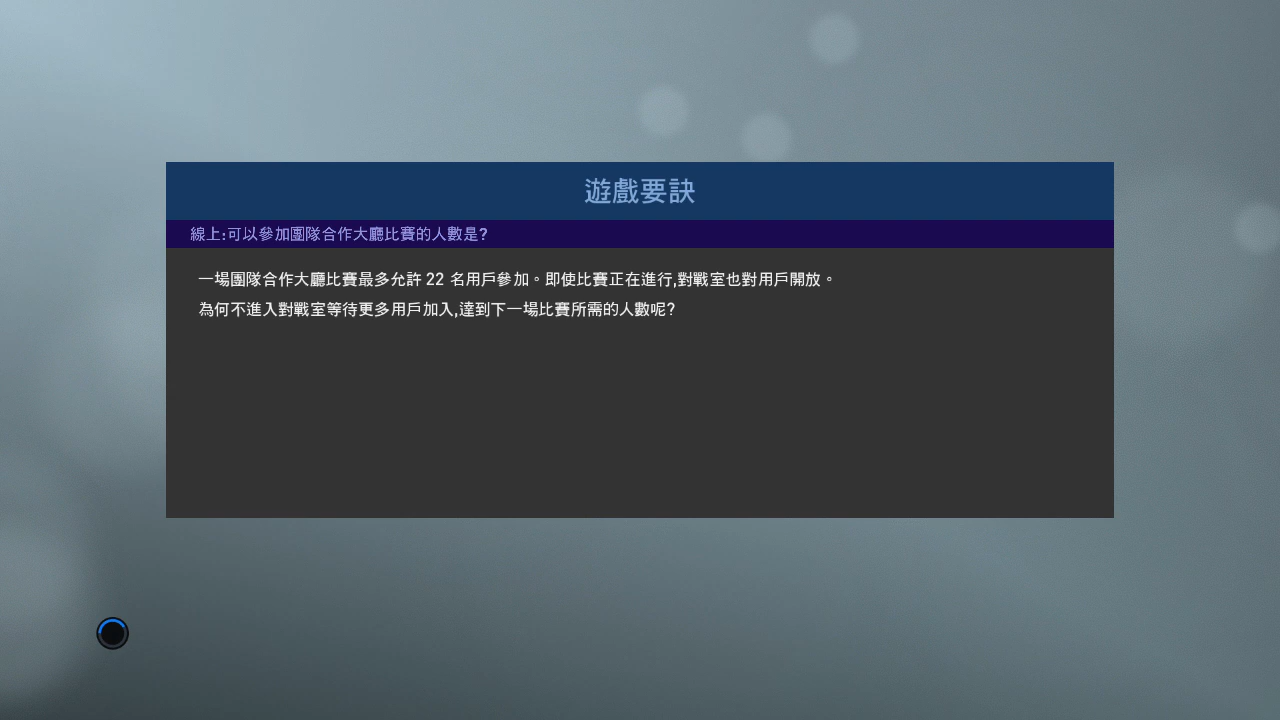 遊戲要訣
線上:可以參加團隊合作大廳比賽的人數是?
一場團隊合作大廳比賽最多允許 22 名用戶參加。即使比賽正在進行,對戰室也對用戶開放。
為何不進入對戰室等待更多用戶加入,達到下一場比賽所需的人數呢?